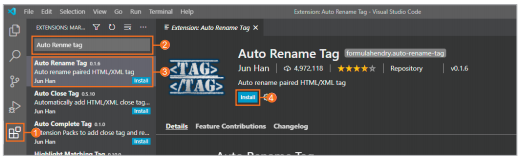 File Edit Selection View Go Run Terminal Help
Extension: Auto Rename Tag - Visual Studio Code
EXTENSIONS: MAR...
Auto Renme tag
2
Auto Rename Tag 0.1.6
Auto rename paired HTML/XML tag
Jun Han
Install
3
Auto Close Tag 0.5.10
Automatically add HTML/XML close tag...
Jun Han
Install
Auto Complete Tag 0.1.0
Extension Packs to add close tag and re...
Jun Han
Install
1
Highlight Matching Tag
Extension: Auto Rename Tag
<TAG>
</TAG>
Auto Rename Tag formulahendry.auto-rename-tag
Jun Han 4,972,118 Repository v0.1.6
Auto rename paired HTML/XML tag
Install
4
Details Feature Contributions Changelog